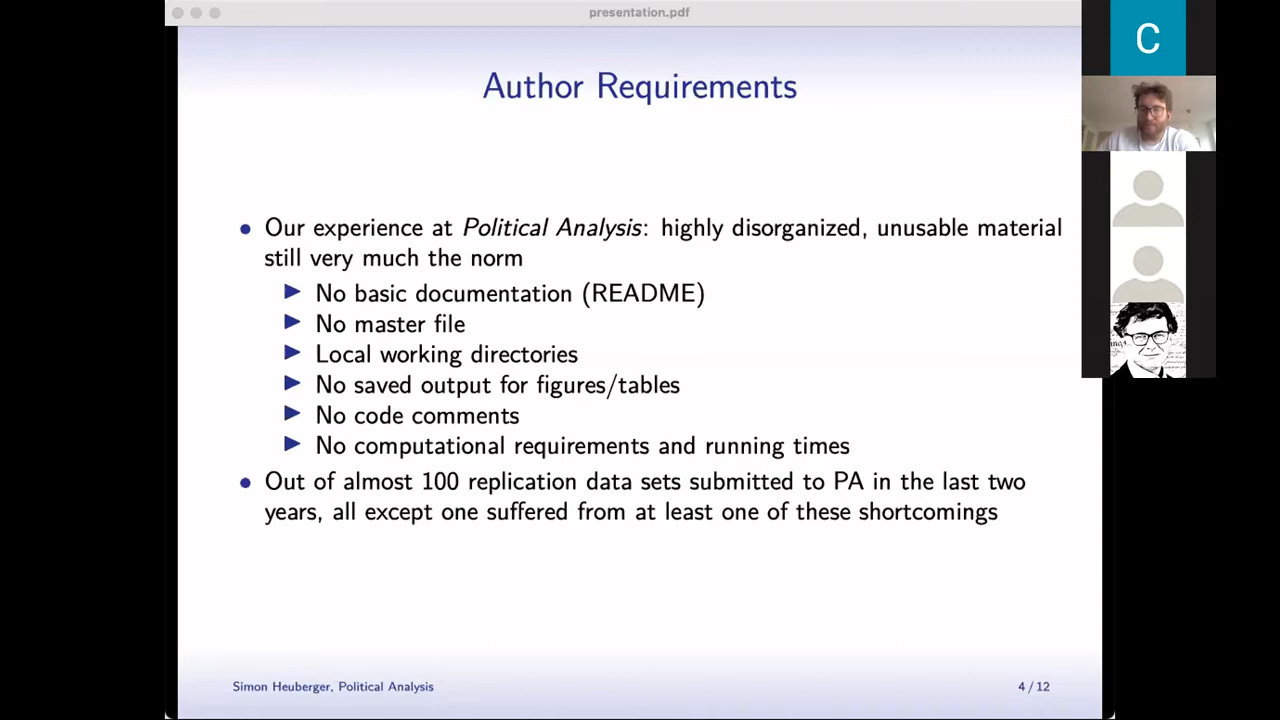 presentation.pdf
C
Author Requirements
• Our experience at Political Analysis: highly disorganized, unusable material
still very much the norm
▶ No basic documentation (README)
▶ No master file
▶ Local working directories
▶ No saved output for figures/tables
▶ No code comments
▶ No computational requirements and running times
• Out of almost 100 replication data sets submitted to PA in the last two
years, all except one suffered from at least one of these shortcomings
Simon Heuberger, Political Analysis
4 / 12